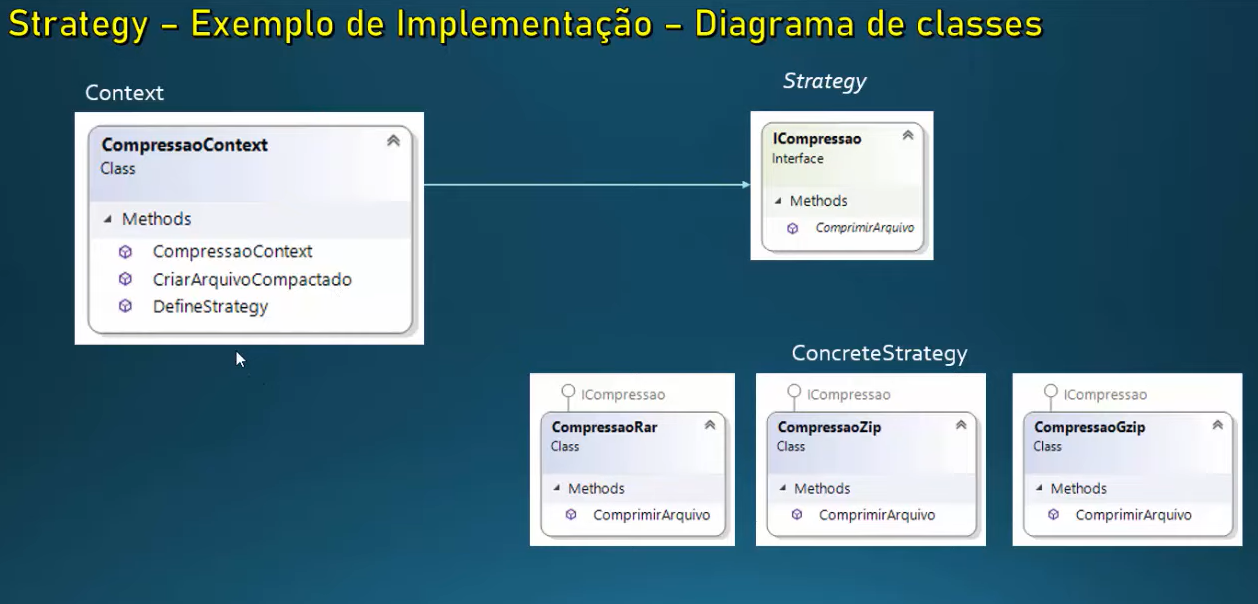 Strategy – Exemplo de Implementação – Diagrama de classes
Context
CompressaoContext
Class
Methods
CompressaoContext
CriarArquivoCompactado
DefineStrategy
Strategy
ICompressao
Interface
Methods
ComprimirArquivo
ConcreteStrategy
ICompressao
CompressaoRar
Class
Methods
ComprimirArquivo
ICompressao
CompressaoZip
Class
Methods
ComprimirArquivo
ICompressao
CompressaoGzip
Class
Methods
ComprimirArquivo